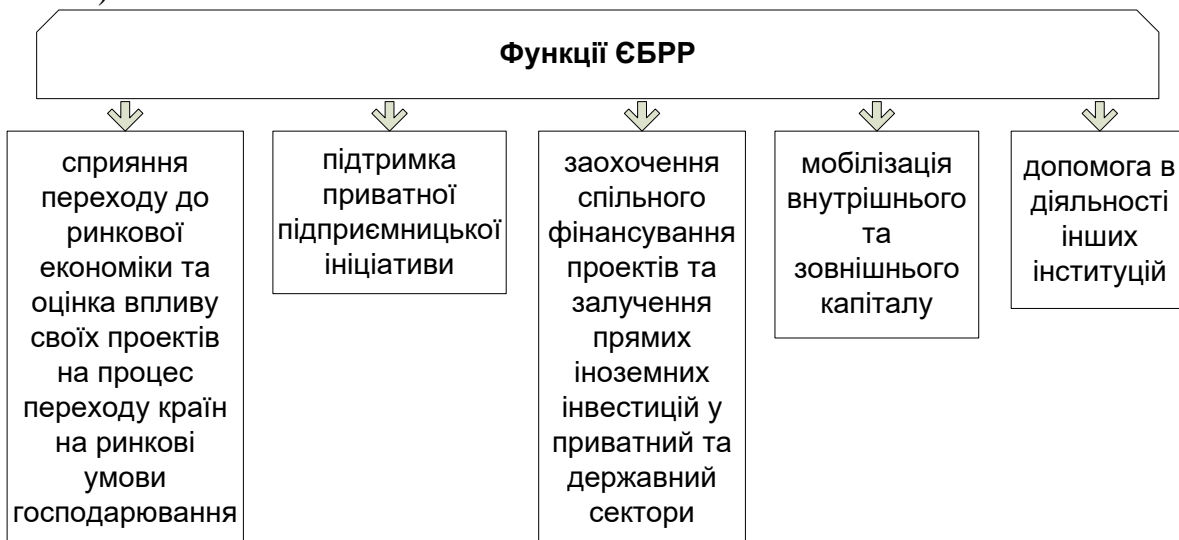 )
Функції ЄБРР
сприяння
переходу до
ринкової
економіки та
оцінка впливу
своїх проектів
на процес
переходу країн
на ринкові
умови
господарювання
підтримка
приватної
підприємницької
ініціативи
заохочення
спільного
фінансування
проектів та
залучення
прямих
іноземних
інвестицій у
приватний та
державний
сектори
мобілізація
внутрішнього
та
зовнішнього
капіталу
допомога в
діяльності
інших
інституцій